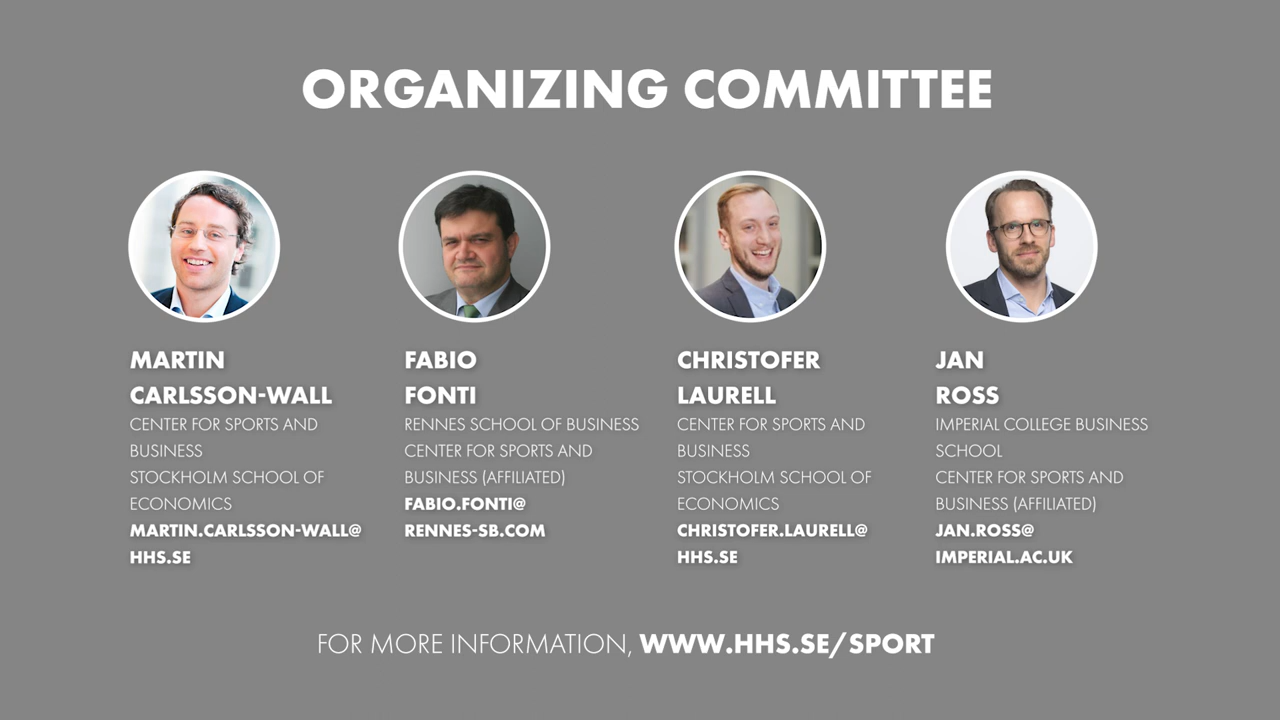 ORGANIZING COMMITTEE
MARTIN
CARLSSON-WALL
CENTER FOR SPORTS AND
BUSINESS
STOCKHOLM SCHOOL OF
ECONOMICS
MARTIN.CARLSSON-WALL@
HHS.SE
FABIO
FONTI
RENNES SCHOOL OF BUSINESS
CENTER FOR SPORTS AND
BUSINESS (AFFILIATED)
FABIO.FONTI@
RENNES-SB.COM
CHRISTOFER
LAURELL
CENTER FOR SPORTS AND
BUSINESS
STOCKHOLM SCHOOL OF
ECONOMICS
CHRISTOFER.LAURELL@
HHS.SE
JAN
ROSS
IMPERIAL COLLEGE BUSINESS
SCHOOL
CENTER FOR SPORTS AND
BUSINESS (AFFILIATED)
JAN.ROSS@
IMPERIAL.AC.UK
FOR MORE INFORMATION, WWW.HHS.SE/SPORT